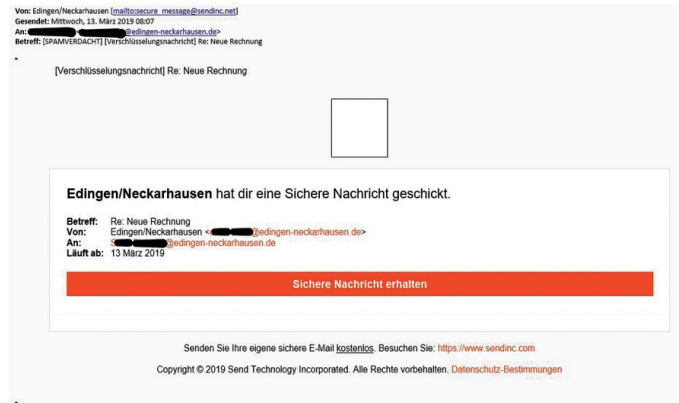 Von: Edingen/Neckarhausen [mailto:secure_message@sendinc.net]
Gesendet: Mittwoch, 13. März 2019 08:07
An: @edingen-neckarhausen.de>
Betreff: [SPAMVERDACHT] [Verschlüsselungsnachricht] Re: Neue Rechnung
[Verschlüsselungsnachricht] Re: Neue Rechnung
Edingen/Neckarhausen hat dir eine Sichere Nachricht geschickt.
Betreff: Re: Neue Rechnung
Von: Edingen/Neckarhausen < @edingen-neckarhausen.de>
An: @edingen-neckarhausen.de
Läuft ab: 13 März 2019
Sichere Nachricht erhalten
Senden Sie Ihre eigene sichere E-Mail kostenlos. Besuchen Sie: https://www.sendinc.com
Copyright © 2019 Send Technology Incorporated. Alle Rechte vorbehalten. Datenschutz-Bestimmungen